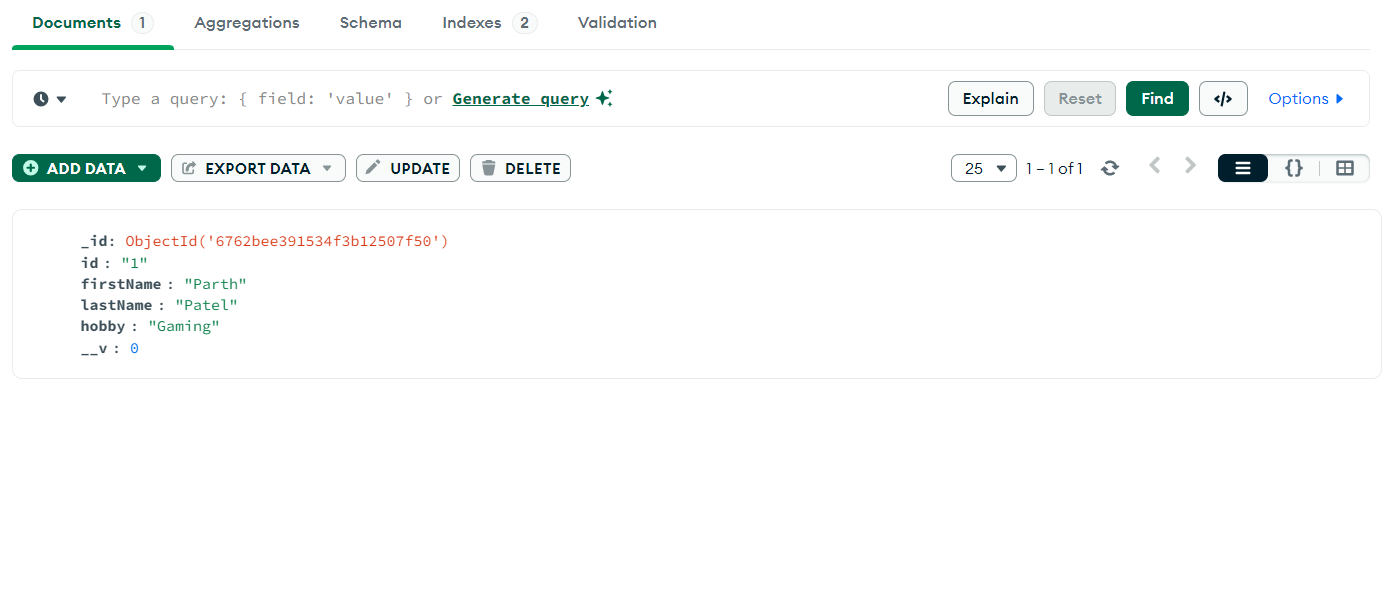 Documents 1 Aggregations Schema Indexes 2 Validation
Type a query: { field: 'value' } or Generate query Explain Reset Find </> Options
ADD DATA EXPORT DATA UPDATE DELETE 25 1 – 1 of 1 {}
_id: ObjectId('6762bee391534f3b12507f50')
id : "1"
firstName : "Parth"
lastName : "Patel"
hobby : "Gaming"
__v : 0